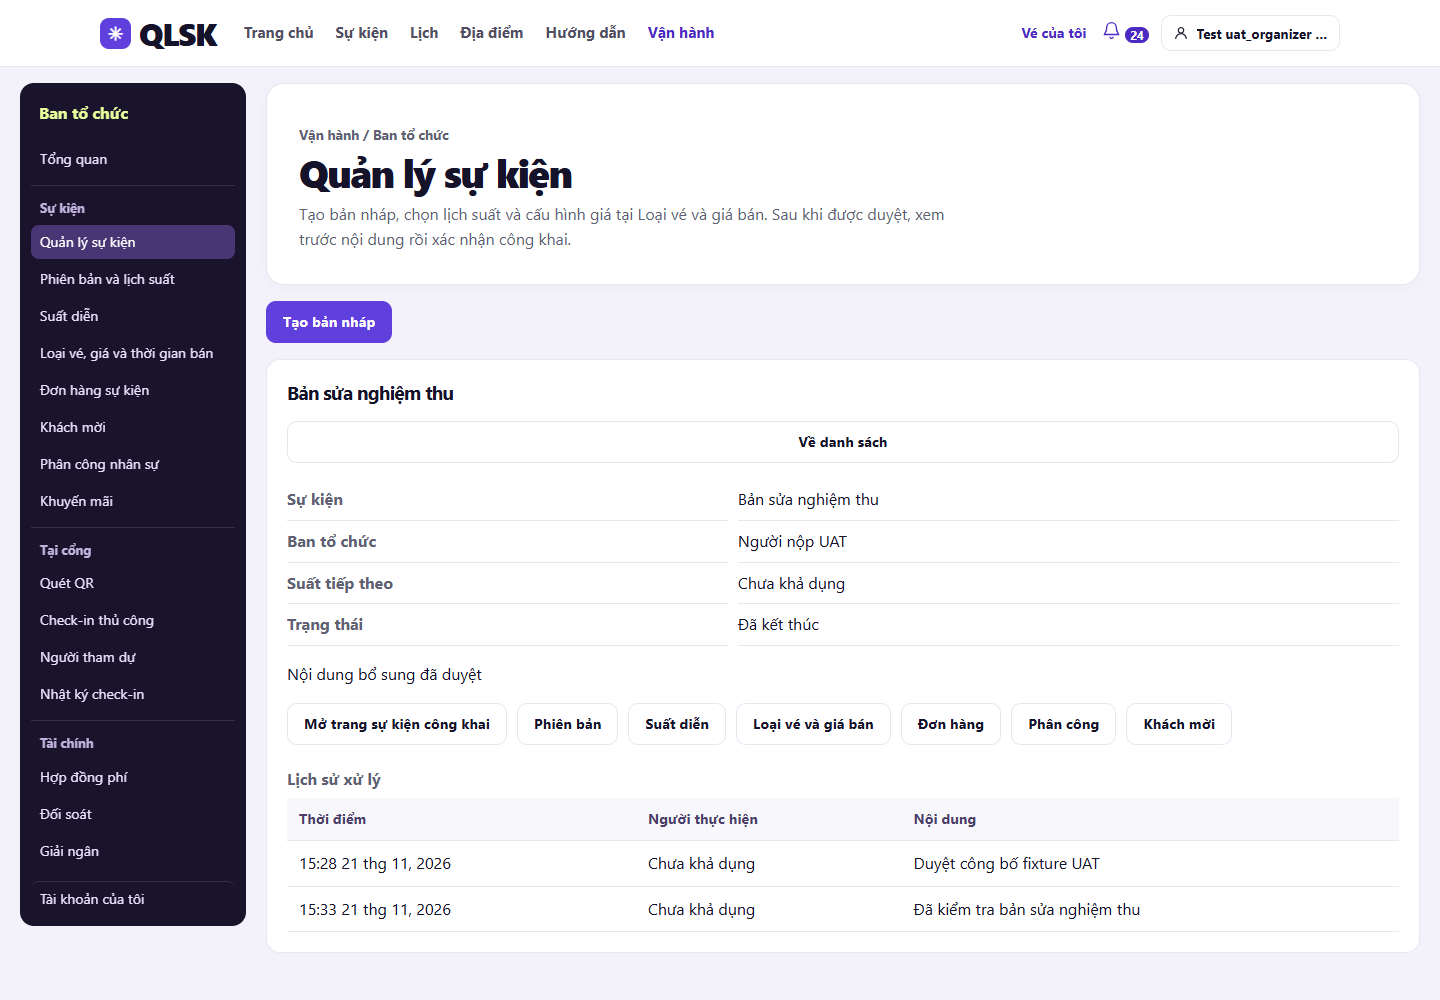 QLSK
Trang chủ
Sự kiện
Lịch
Địa điểm
Hướng dẫn
Vận hành
Vé của tôi
24
Test uat_organizer ...
Ban tổ chức
Tổng quan
Sự kiện
Quản lý sự kiện
Phiên bản và lịch suất
Suất diễn
Loại vé, giá và thời gian bán
Đơn hàng sự kiện
Khách mời
Phân công nhân sự
Khuyến mãi
Tại cổng
Quét QR
Check-in thủ công
Người tham dự
Nhật ký check-in
Tài chính
Hợp đồng phí
Đối soát
Giải ngân
Tài khoản của tôi
Vận hành / Ban tổ chức
Quản lý sự kiện
Tạo bản nháp, chọn lịch suất và cấu hình giá tại Loại vé và giá bán. Sau khi được duyệt, xem
trước nội dung rồi xác nhận công khai.
Tạo bản nháp
Bản sửa nghiệm thu
Về danh sách
Sự kiện
Bản sửa nghiệm thu
Ban tổ chức
Người nộp UAT
Suất tiếp theo
Chưa khả dụng
Trạng thái
Đã kết thúc
Nội dung bổ sung đã duyệt
Mở trang sự kiện công khai
Phiên bản
Suất diễn
Loại vé và giá bán
Đơn hàng
Phân công
Khách mời
Lịch sử xử lý
Thời điểm
Người thực hiện
Nội dung
15:28 21 thg 11, 2026
Chưa khả dụng
Duyệt công bố fixture UAT
15:33 21 thg 11, 2026
Chưa khả dụng
Đã kiểm tra bản sửa nghiệm thu